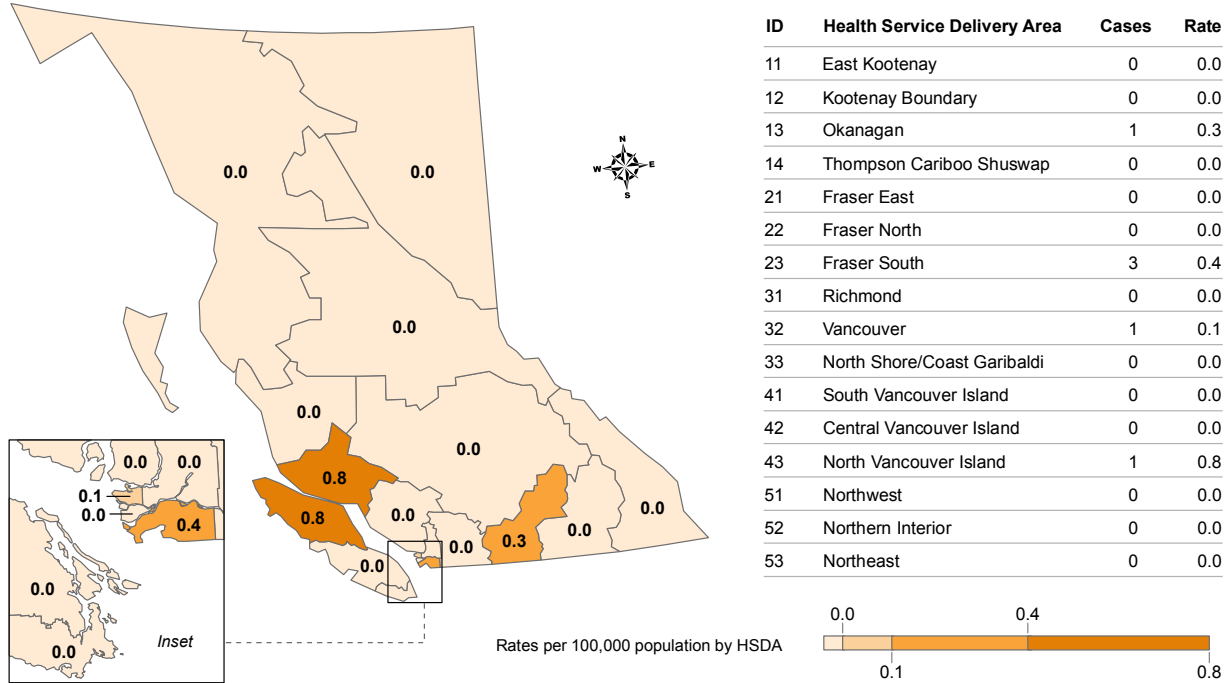 ID Health Service Delivery Area Cases Rate
11 East Kootenay 0 0.0
12 Kootenay Boundary 0 0.0
13 Okanagan 1 0.3
14 Thompson Cariboo Shuswap 0 0.0
21 Fraser East 0 0.0
22 Fraser North 0 0.0
23 Fraser South 3 0.4
31 Richmond 0 0.0
32 Vancouver 1 0.1
33 North Shore/Coast Garibaldi 0 0.0
41 South Vancouver Island 0 0.0
42 Central Vancouver Island 0 0.0
43 North Vancouver Island 1 0.8
51 Northwest 0 0.0
52 Northern Interior 0 0.0
53 Northeast 0 0.0
N
W E
S
0.0 0.0
0.0
0.0
0.0
0.8
0.8
0.0
0.0
0.0
0.3
0.0
0.0
0.0 0.0
0.1
0.0
0.4
0.0
0.0
Inset
Rates per 100,000 population by HSDA
0.0 0.4
0.1 0.8